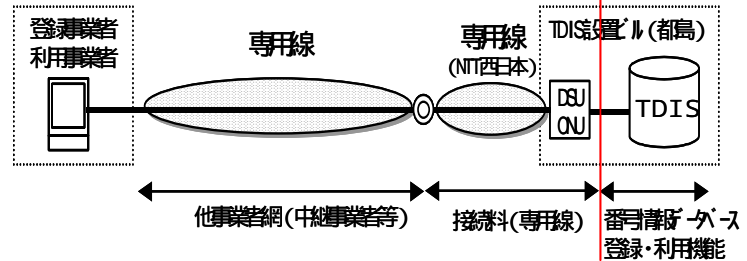 登録事業者
利用事業者
専用線
専用線
(NTT西日本)
TDIS設置ビル(都島)
DSU
ONU
TDIS
他事業者網(中継事業者等)
接続料(専用線)
番号情報データベース
登録・利用機能